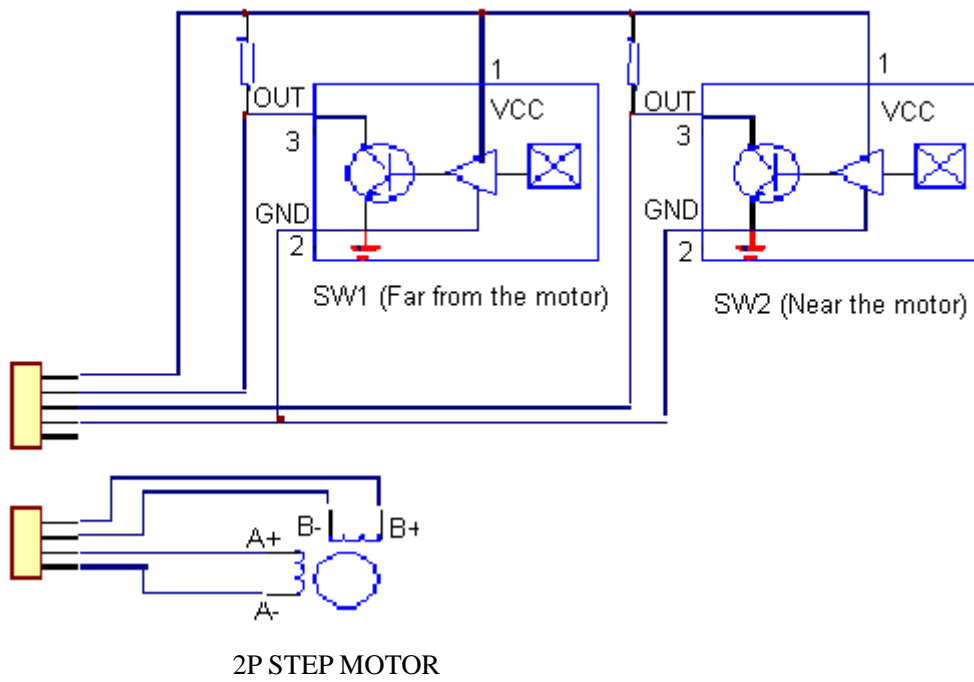 1
1
OUT
VCC
OUT
VCC
3
3
GND
GND
2
2
SW1 (Far from the motor)
SW2 (Near the motor)
B-
B+
A+
A-
2P STEP MOTOR